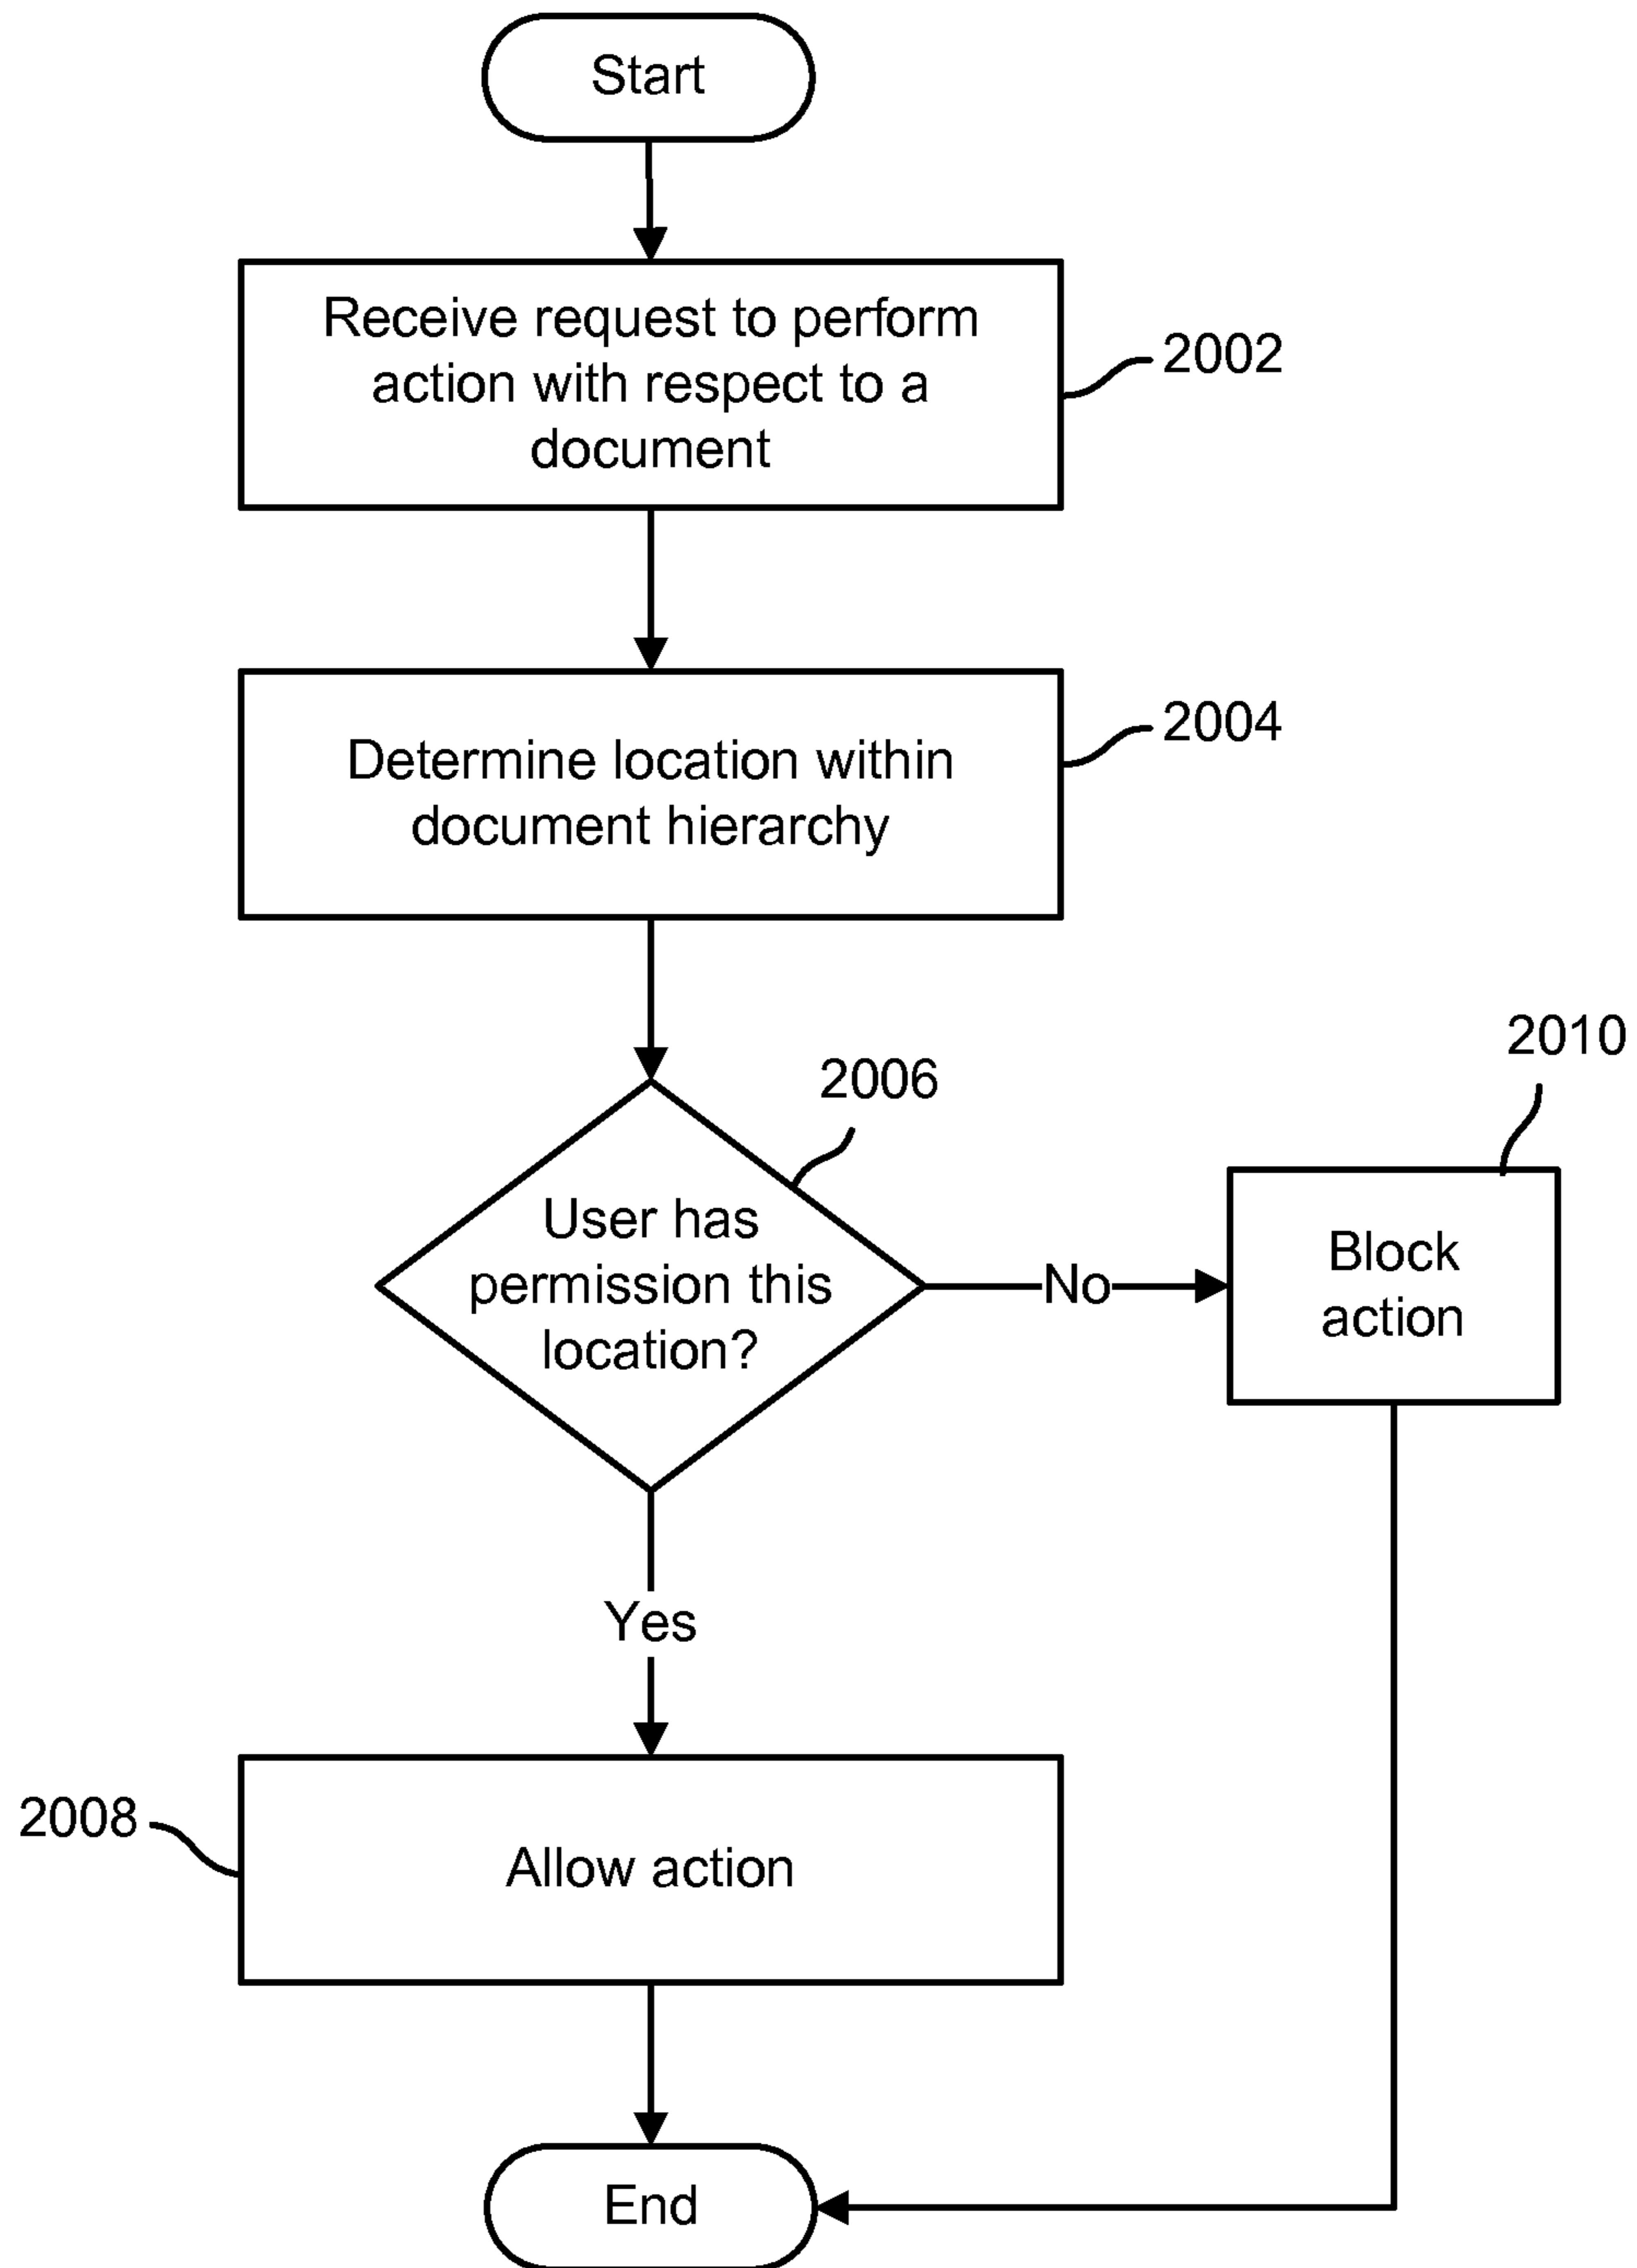 Start
Receive request to perform
action with respect to a
document
2002
Determine location within
document hierarchy
2004
2006
User has
permission this
location?
No
2010
Block
action
Yes
2008
Allow action
End